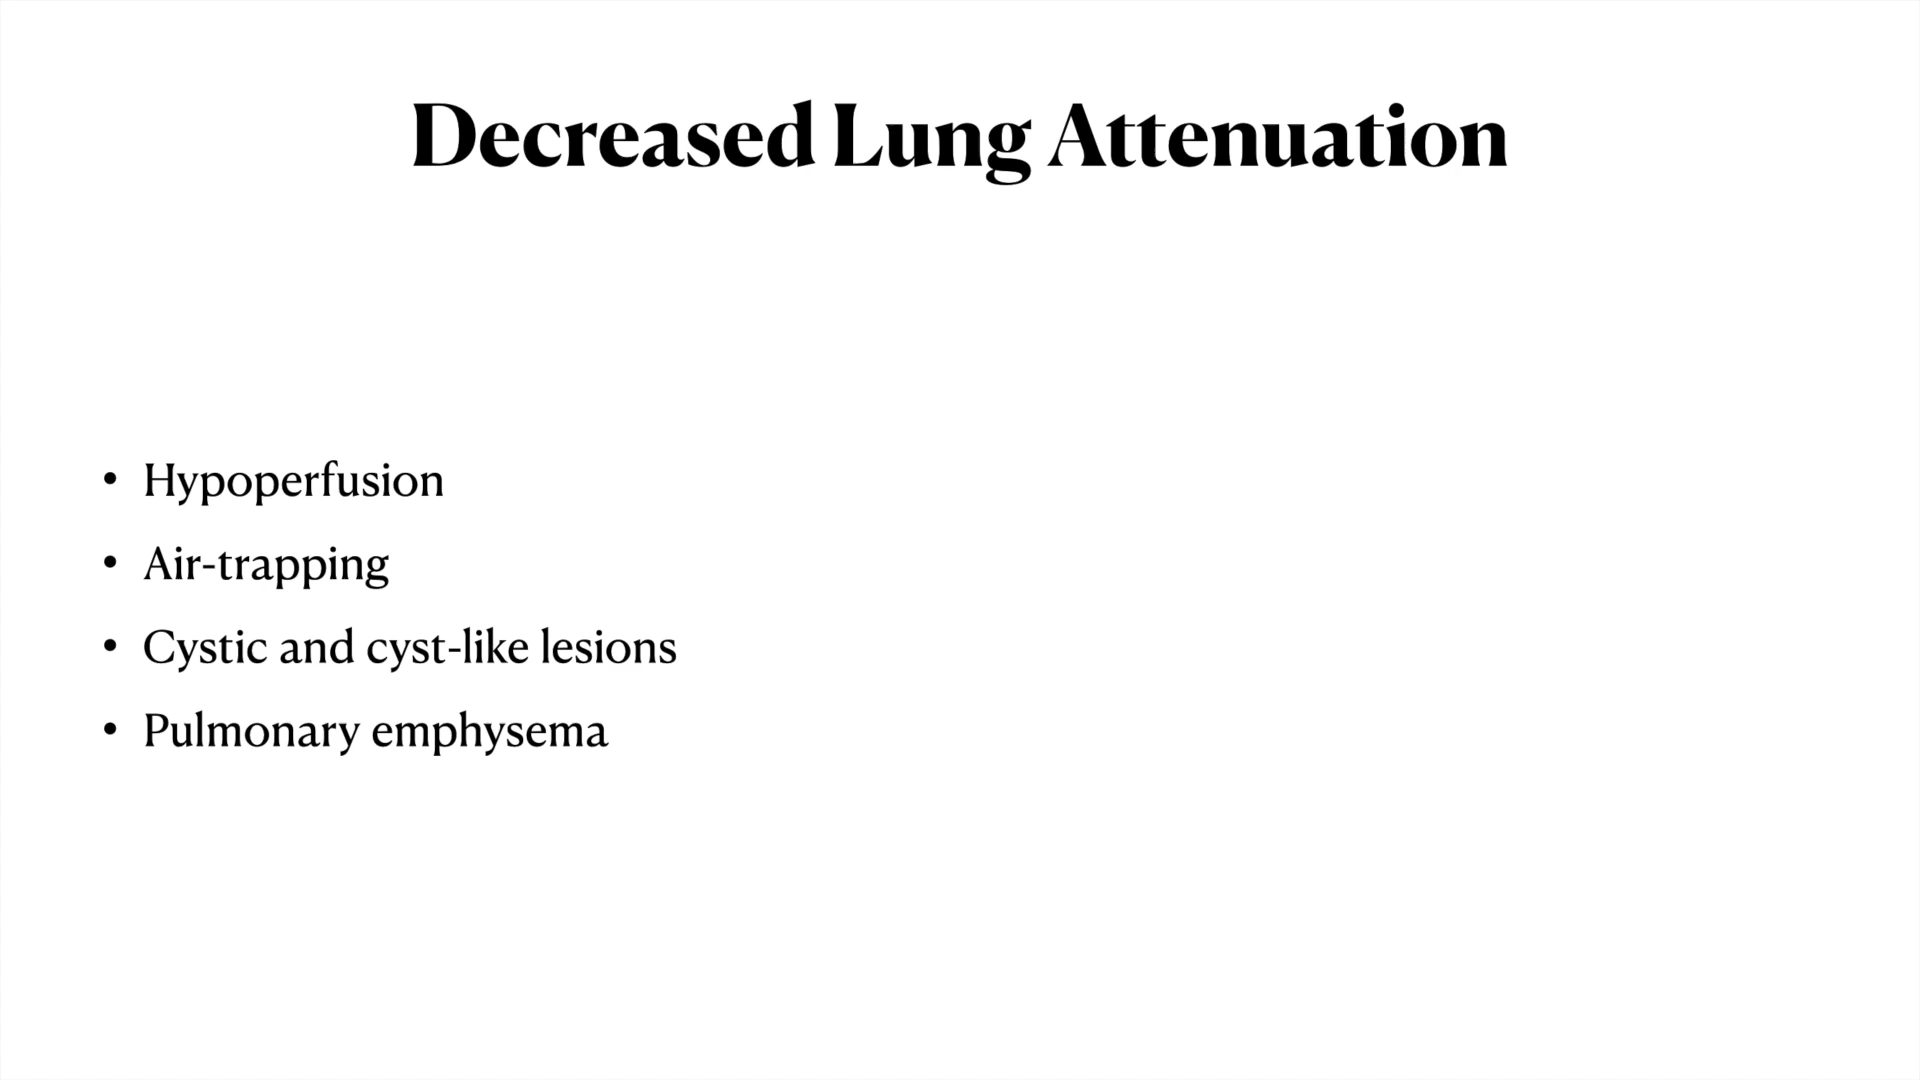 Decreased Lung Attenuation
• Hypoperfusion
• Air-trapping
• Cystic and cyst-like lesions
• Pulmonary emphysema